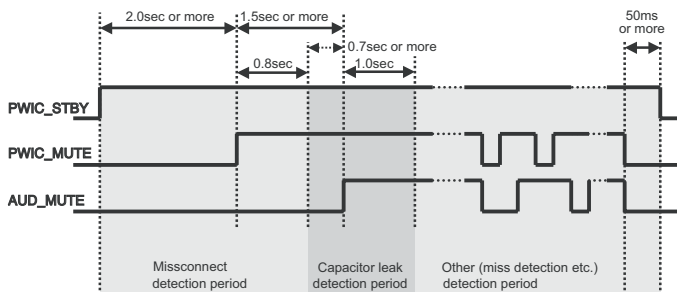 2.0sec or more
1.5sec or more
50ms
or more
0.7sec or more
0.8sec
1.0sec
PWIC_STBY
PWIC_MUTE
AUD_MUTE
Missconnect
detection period
Capacitor leak
detection period
Other (miss detection etc.)
detection period